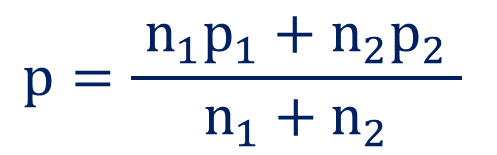 p = (n₁p₁ + n₂p₂) / (n₁ + n₂)